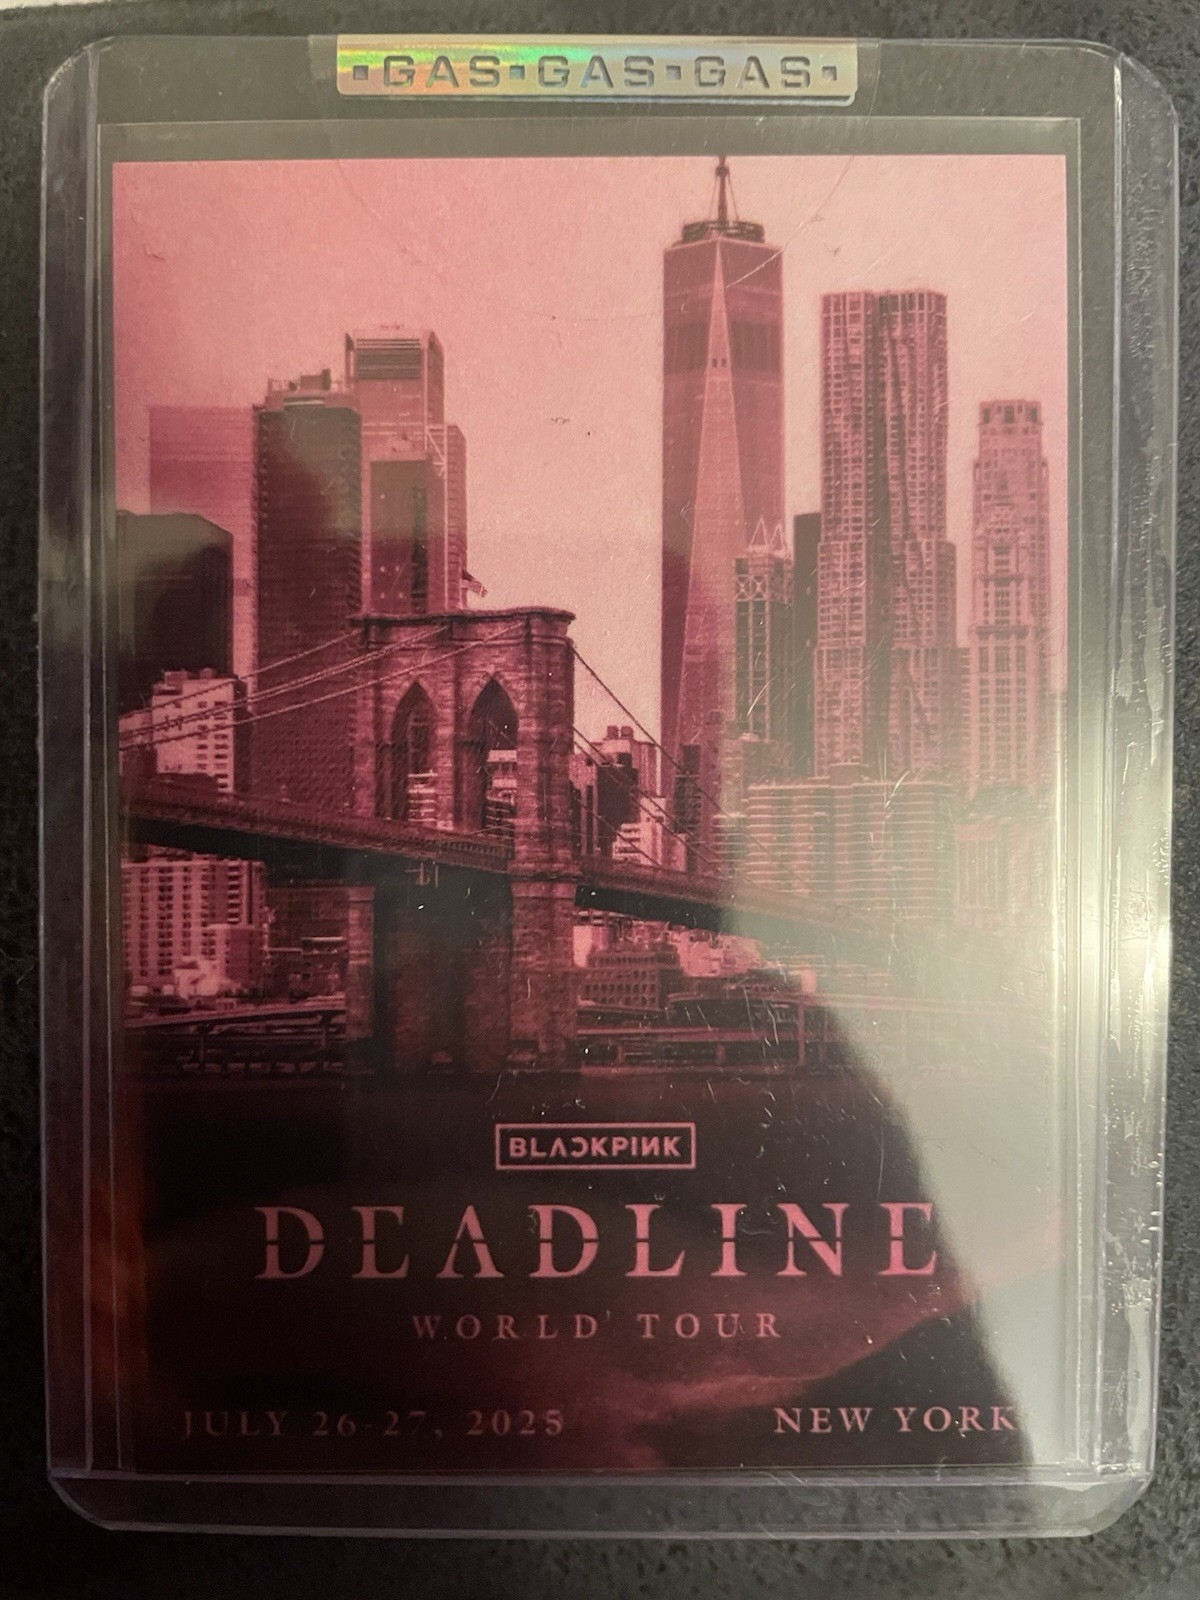 GAS GAS GAS
BLACKPINK
DEADLINE
WORLD TOUR
JULY 26-27, 2025
NEW YORK